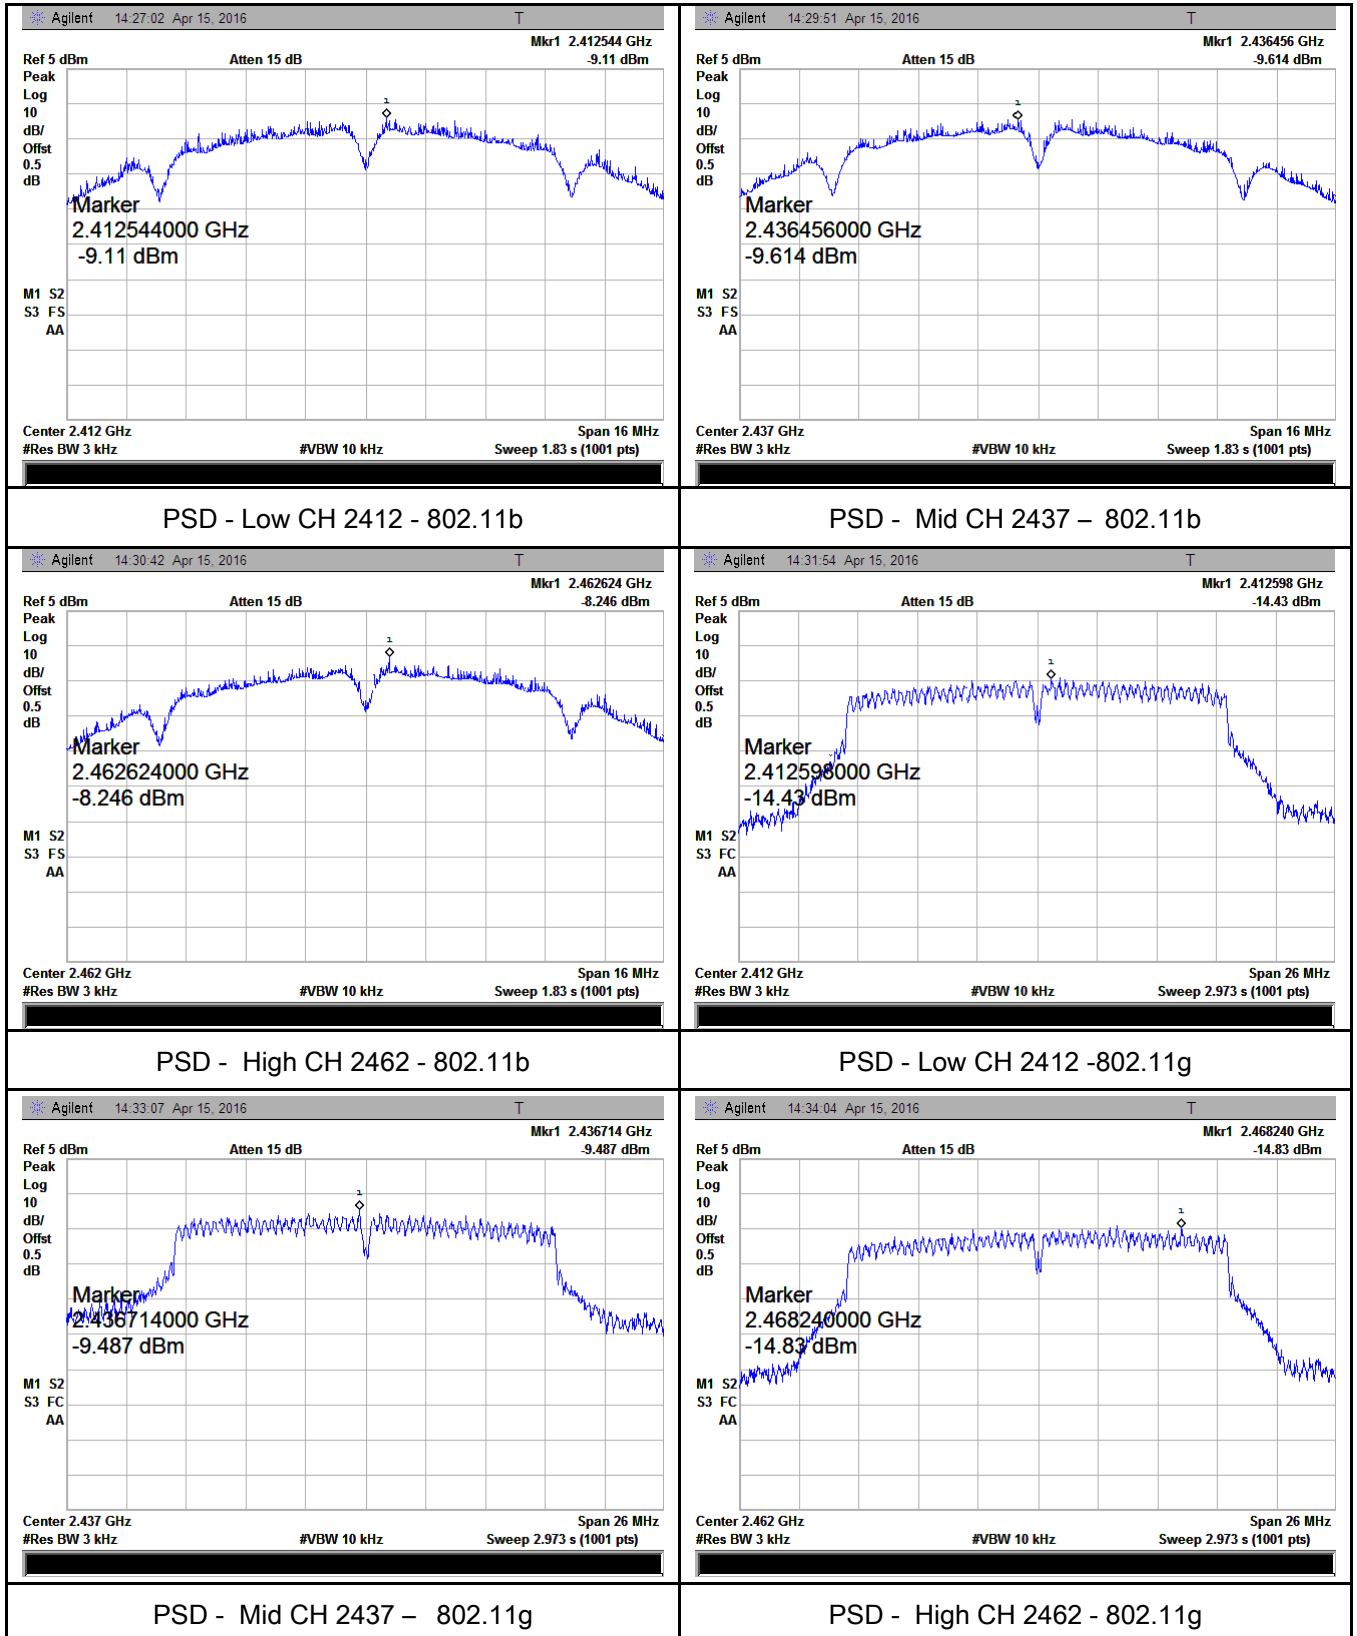 Agilent 14:27:02 Apr 15, 2016 T
Mkr1 2.412544 GHz
Ref 5 dBm Atten 15 dB -9.11 dBm
Peak
Log
10
dB/
Offst
0.5
dB
1
Marker
2.412544000 GHz
-9.11 dBm
M1 S2
S3 FS
AA
Center 2.412 GHz Span 16 MHz
#Res BW 3 kHz #VBW 10 kHz Sweep 1.83 s (1001 pts)
PSD - Low CH 2412 - 802.11b
Agilent 14:29:51 Apr 15, 2016 T
Mkr1 2.436456 GHz
Ref 5 dBm Atten 15 dB -9.614 dBm
Peak
Log
10
dB/
Offst
0.5
dB
1
Marker
2.436456000 GHz
-9.614 dBm
M1 S2
S3 FS
AA
Center 2.437 GHz Span 16 MHz
#Res BW 3 kHz #VBW 10 kHz Sweep 1.83 s (1001 pts)
PSD - Mid CH 2437 – 802.11b
Agilent 14:30:42 Apr 15, 2016 T
Mkr1 2.462624 GHz
Ref 5 dBm Atten 15 dB -8.246 dBm
Peak
Log
10
dB/
Offst
0.5
dB
1
Marker
2.462624000 GHz
-8.246 dBm
M1 S2
S3 FS
AA
Center 2.462 GHz Span 16 MHz
#Res BW 3 kHz #VBW 10 kHz Sweep 1.83 s (1001 pts)
PSD - High CH 2462 - 802.11b
Agilent 14:31:54 Apr 15, 2016 T
Mkr1 2.412598 GHz
Ref 5 dBm Atten 15 dB -14.43 dBm
Peak
Log
10
dB/
Offst
0.5
dB
1
Marker
2.412598000 GHz
-14.43 dBm
M1 S2
S3 FC
AA
Center 2.412 GHz Span 26 MHz
#Res BW 3 kHz #VBW 10 kHz Sweep 2.973 s (1001 pts)
PSD - Low CH 2412 -802.11g
Agilent 14:33:07 Apr 15, 2016 T
Mkr1 2.436714 GHz
Ref 5 dBm Atten 15 dB -9.487 dBm
Peak
Log
10
dB/
Offst
0.5
dB
1
Marker
2.436714000 GHz
-9.487 dBm
M1 S2
S3 FC
AA
Center 2.437 GHz Span 26 MHz
#Res BW 3 kHz #VBW 10 kHz Sweep 2.973 s (1001 pts)
PSD - Mid CH 2437 – 802.11g
Agilent 14:34:04 Apr 15, 2016 T
Mkr1 2.468240 GHz
Ref 5 dBm Atten 15 dB -14.83 dBm
Peak
Log
10
dB/
Offst
0.5
dB
1
Marker
2.468240000 GHz
-14.83 dBm
M1 S2
S3 FC
AA
Center 2.462 GHz Span 26 MHz
#Res BW 3 kHz #VBW 10 kHz Sweep 2.973 s (1001 pts)
PSD - High CH 2462 - 802.11g